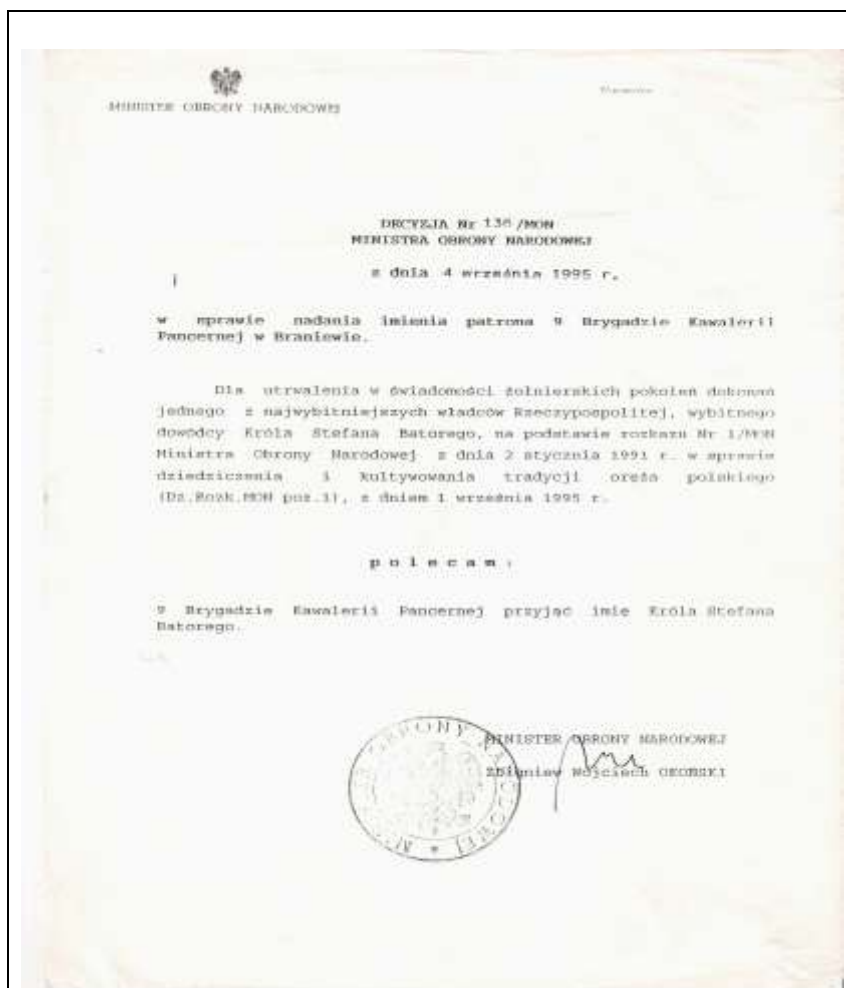 MINISTER OBRONY NARODOWEJ
DECYZJA Nr 138/MON
MINISTRA OBRONY NARODOWEJ
z dnia 4 września 1995 r.
w sprawie nadania imienia patrona 9 Brygadzie Kawalerii
Pancernej w Braniewie.
Dla utrwalenia w świadomości żołnierskich pokoleń dokonań
jednego z najwybitniejszych władców Rzeczypospolitej, wybitnego
dowódcy Króla Stefana Batorego, na podstawie rozkazu Nr 1/MON
Ministra Obrony Narodowej z dnia 2 stycznia 1991 r. w sprawie
dziedziczenia i kultywowania tradycji oręża polskiego
(Dz.Rozk.MON poz.1), z dniem 1 września 1995 r.
p o l e c a m :
9 Brygadzie Kawalerii Pancernej przyjąć imię Króla Stefana
Batorego.
MINISTER OBRONY NARODOWEJ
Zbigniew Wojciech OKOŃSKI
OBRONY NARODOWEJ